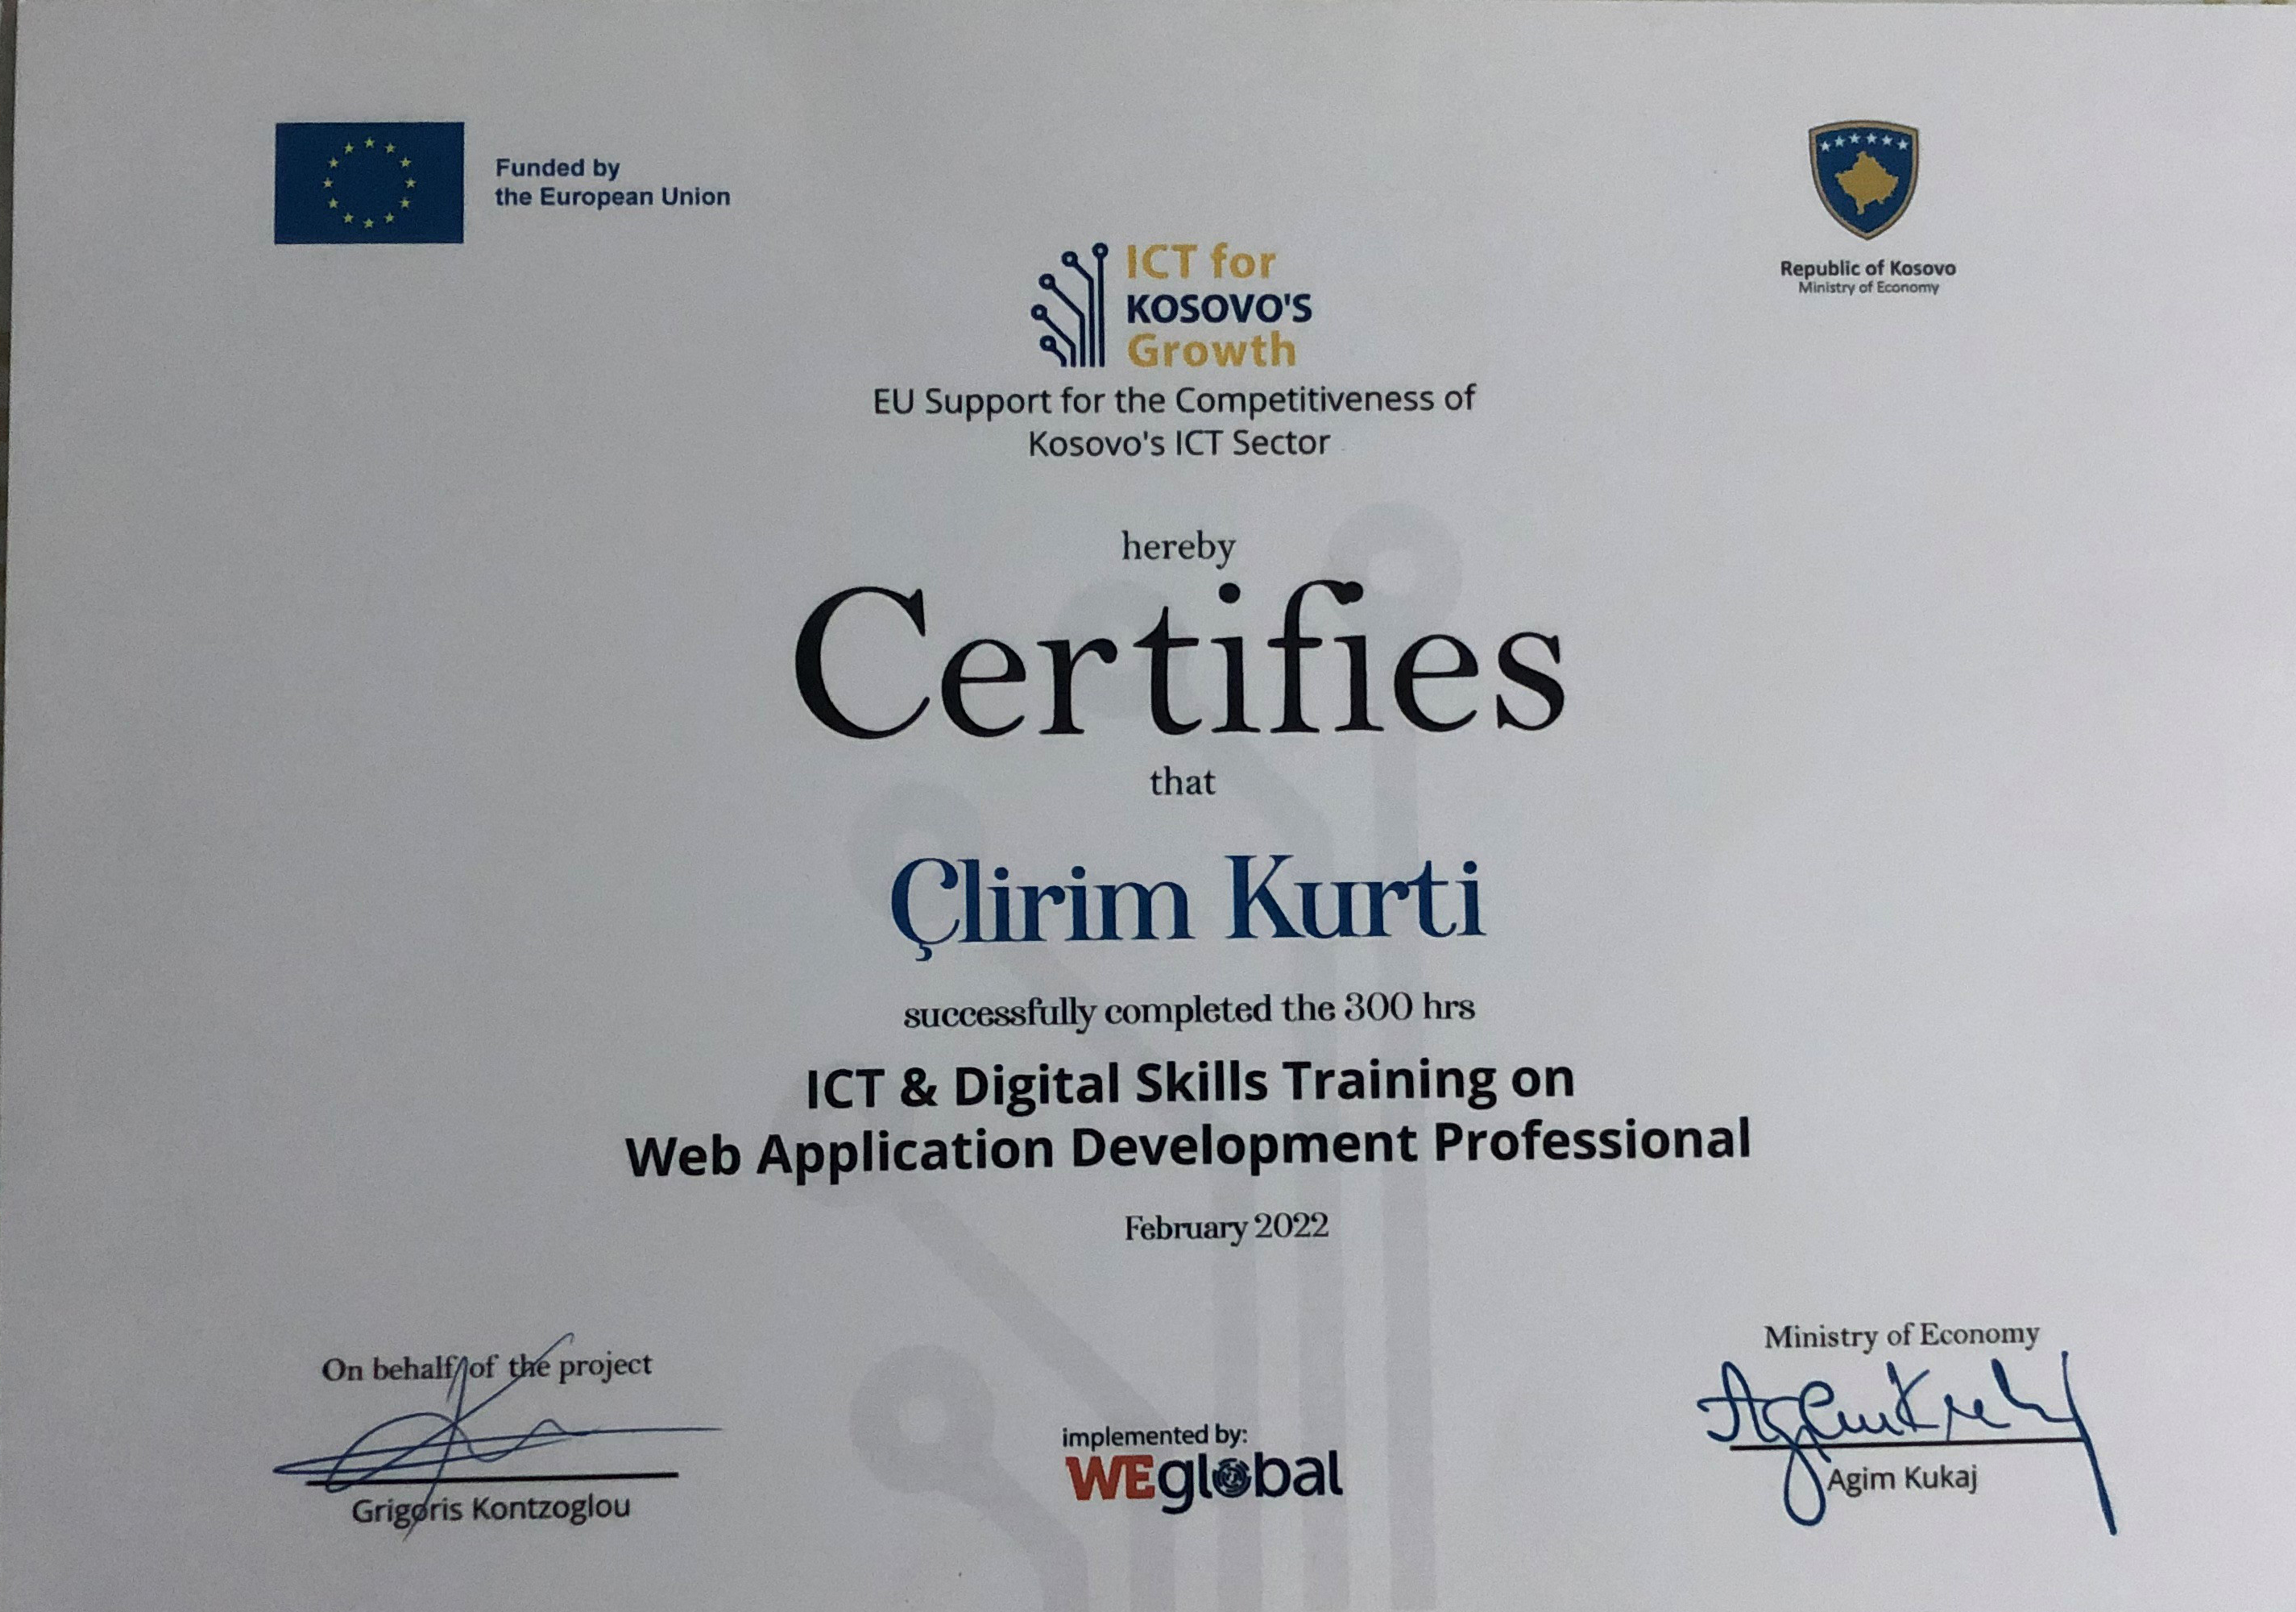 Funded by
the European Union
Republic of Kosovo
Ministry of Economy
ICT for
KOSOVO'S
Growth
EU Support for the Competitiveness of
Kosovo's ICT Sector
hereby
Certifies
that
Çlirim Kurti
successfully completed the 300 hrs
ICT & Digital Skills Training on
Web Application Development Professional
February 2022
On behalf of the project
Grigoris Kontzoglou
implemented by:
WEglobal
Ministry of Economy
Agim Kukaj